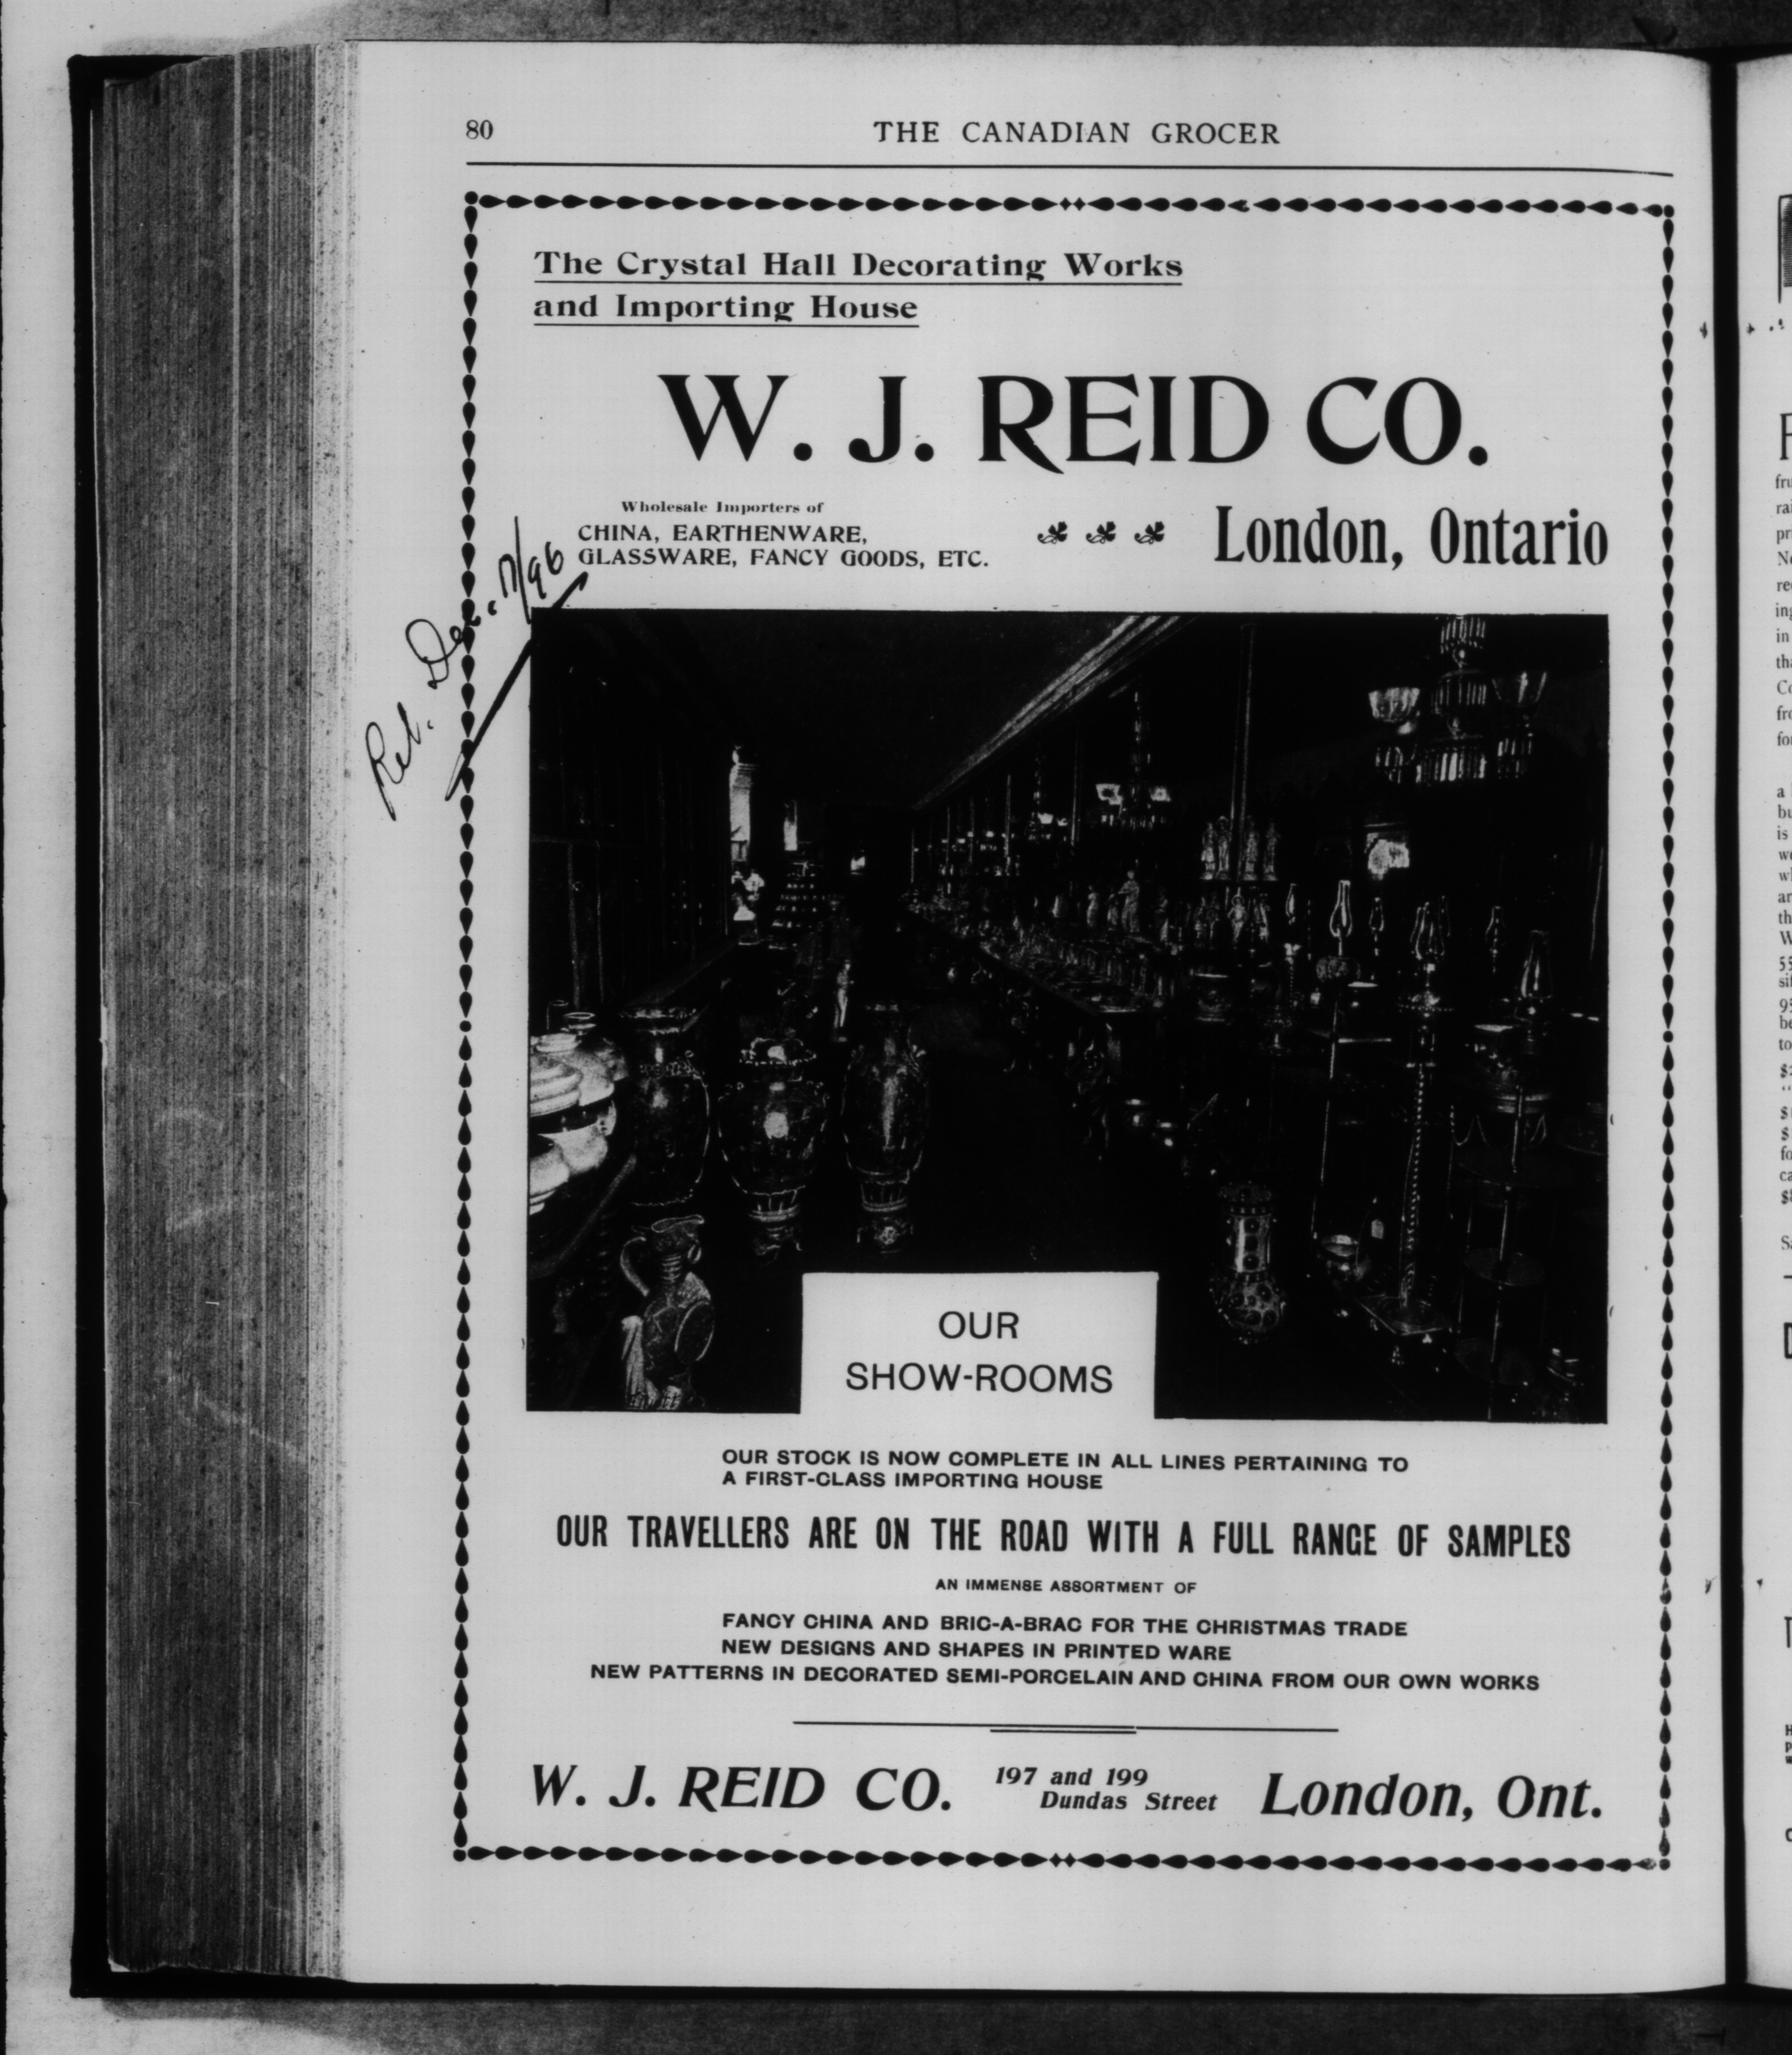 80
THE CANADIAN GROCER
The Crystal Hall Decorating Works
and Importing House
W. J. REID CO.
Wholesale Importers of
CHINA, EARTHENWARE,
GLASSWARE, FANCY GOODS, ETC.
London, Ontario
Ret. Dec. 17/96
OUR
SHOW-ROOMS
OUR STOCK IS NOW COMPLETE IN ALL LINES PERTAINING TO
A FIRST-CLASS IMPORTING HOUSE
OUR TRAVELLERS ARE ON THE ROAD WITH A FULL RANGE OF SAMPLES
AN IMMENSE ASSORTMENT OF
FANCY CHINA AND BRIC-A-BRAC FOR THE CHRISTMAS TRADE
NEW DESIGNS AND SHAPES IN PRINTED WARE
NEW PATTERNS IN DECORATED SEMI-PORCELAIN AND CHINA FROM OUR OWN WORKS
W. J. REID CO.
197 and 199
Dundas Street
London, Ont.